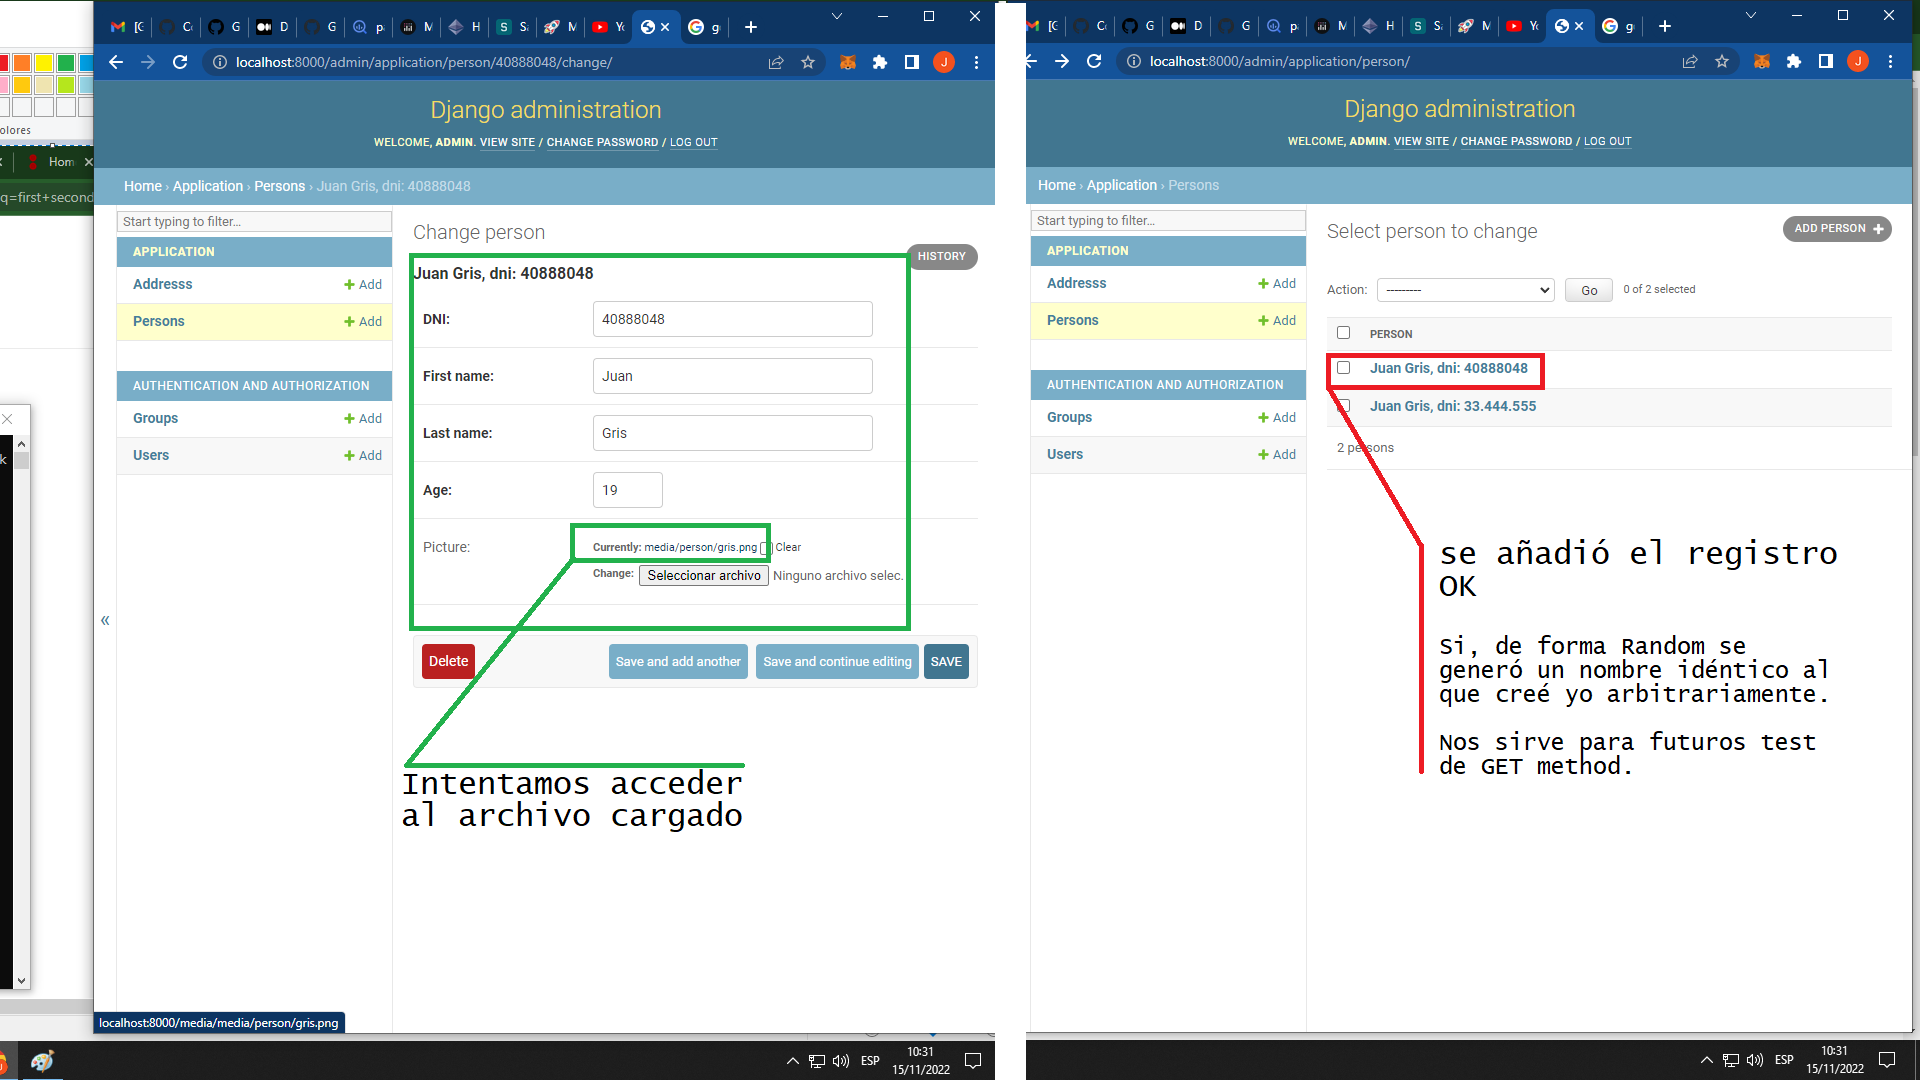 olores
Hom
q=first+second
k
localhost:8000/admin/application/person/40888048/change/
Django administration
WELCOME, ADMIN. VIEW SITE / CHANGE PASSWORD / LOG OUT
Home › Application › Persons › Juan Gris, dni: 40888048
Start typing to filter...
APPLICATION
Addresss
Add
Persons
Add
AUTHENTICATION AND AUTHORIZATION
Groups
Add
Users
Add
«
Change person
HISTORY
Juan Gris, dni: 40888048
DNI:
40888048
First name:
Juan
Last name:
Gris
Age:
19
Picture:
Currently: media/person/gris.png
Clear
Change:
Seleccionar archivo
Ninguno archivo selec.
Delete
Save and add another
Save and continue editing
SAVE
Intentamos acceder
al archivo cargado
localhost:8000/media/media/person/gris.png
ESP
10:31
15/11/2022
localhost:8000/admin/application/person/
Django administration
WELCOME, ADMIN. VIEW SITE / CHANGE PASSWORD / LOG OUT
Home › Application › Persons
Start typing to filter...
APPLICATION
Addresss
Add
Persons
Add
AUTHENTICATION AND AUTHORIZATION
Groups
Add
Users
Add
Select person to change
ADD PERSON
Action:
---------
Go
0 of 2 selected
PERSON
Juan Gris, dni: 40888048
Juan Gris, dni: 33.444.555
2 persons
se añadió el registro
OK
Si, de forma Random se
generó un nombre idéntico al
que creé yo arbitrariamente.
Nos sirve para futuros test
de GET method.
ESP
10:31
15/11/2022